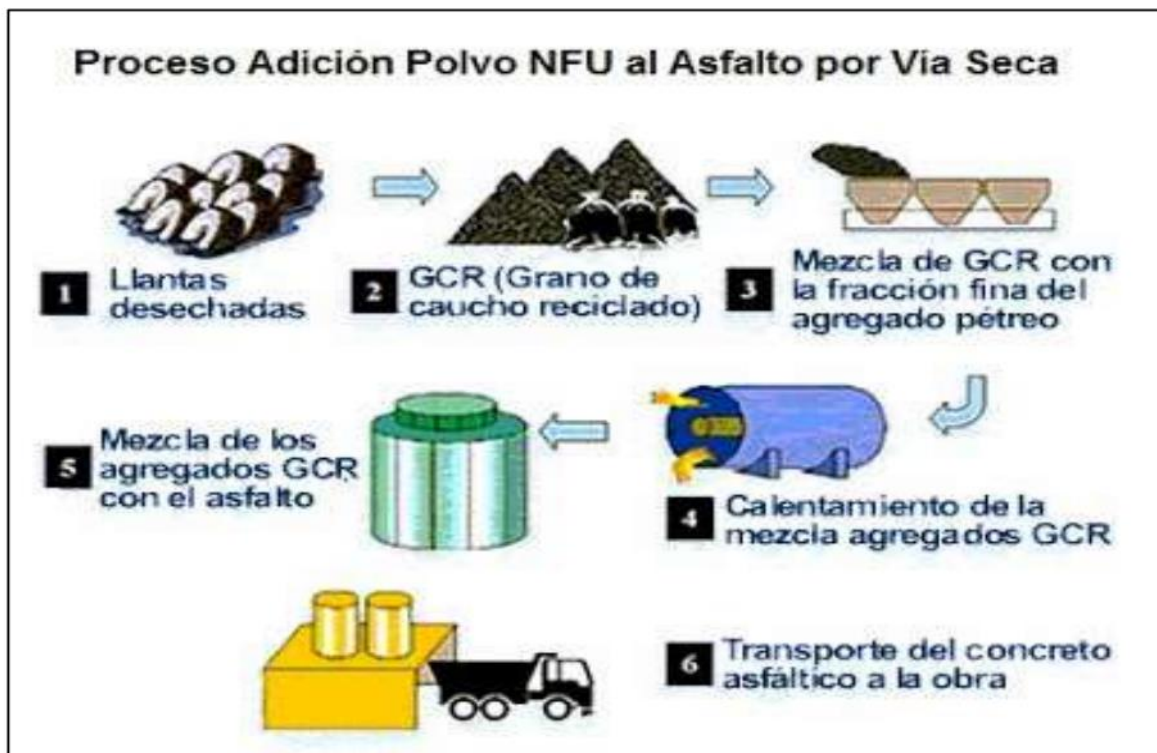 Proceso Adición Polvo NFU al Asfalto por Vía Seca
1 Llantas
desechadas
2 GCR (Grano de
caucho reciclado)
3 Mezcla de GCR con
la fracción fina del
agregado pétreo
4 Calentamiento de la
mezcla agregados GCR
5 Mezcla de los
agregados GCR
con el asfalto
6 Transporte del concreto
asfáltico a la obra